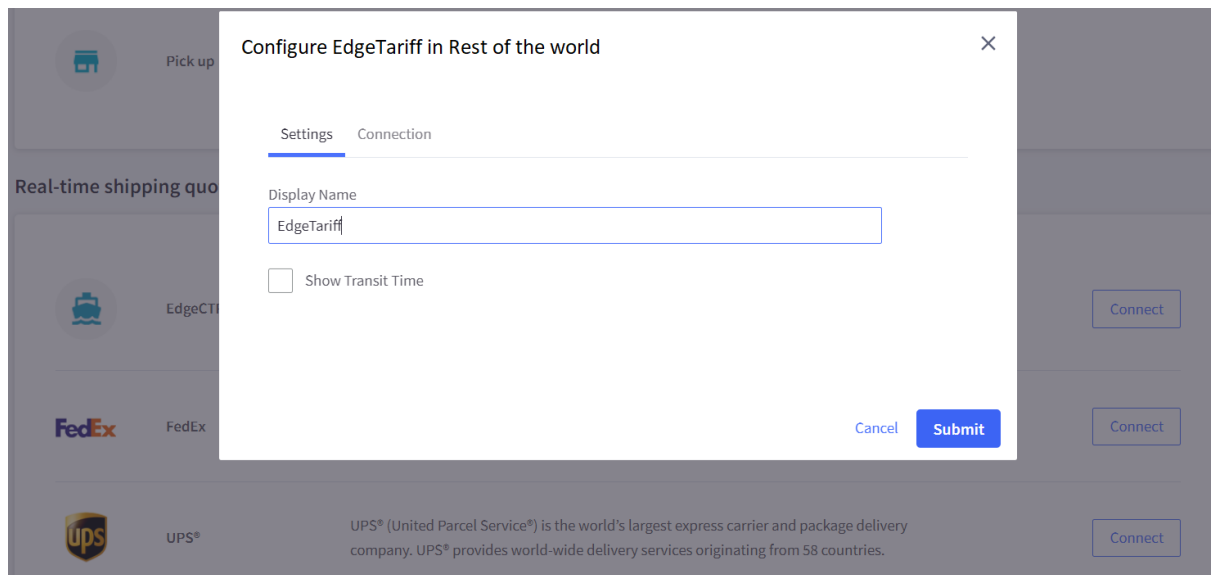 Configure EdgeTariff in Rest of the world
Pick up
Settings Connection
Real-time shipping quo
Display Name
EdgeTariff
Show Transit Time
EdgeCT
Connect
FedEx FedEx
Connect
Cancel Submit
ups UPS® UPS® (United Parcel Service®) is the world's largest express carrier and package delivery
company. UPS® provides world-wide delivery services originating from 58 countries.
Connect